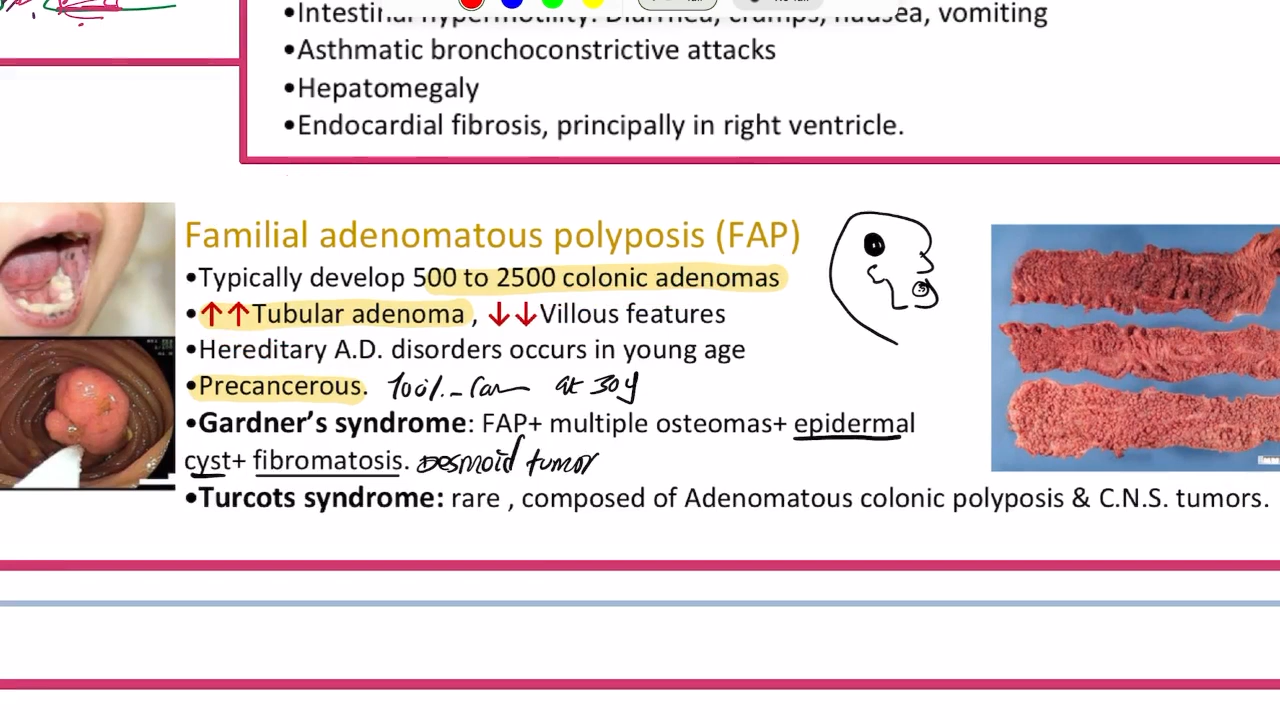 •Intestinal hypermotility: Diarrhea, cramps, nausea, vomiting
•Asthmatic bronchoconstrictive attacks
•Hepatomegaly
•Endocardial fibrosis, principally in right ventricle.
Familial adenomatous polyposis (FAP)
•Typically develop 500 to 2500 colonic adenomas
•↑↑Tubular adenoma , ↓↓Villous features
•Hereditary A.D. disorders occurs in young age
•Precancerous. 100%. at 30y
•Gardner’s syndrome: FAP+ multiple osteomas+ epidermal
cyst+ fibromatosis. Desmoid tumor
•Turcots syndrome: rare , composed of Adenomatous colonic polyposis & C.N.S. tumors.